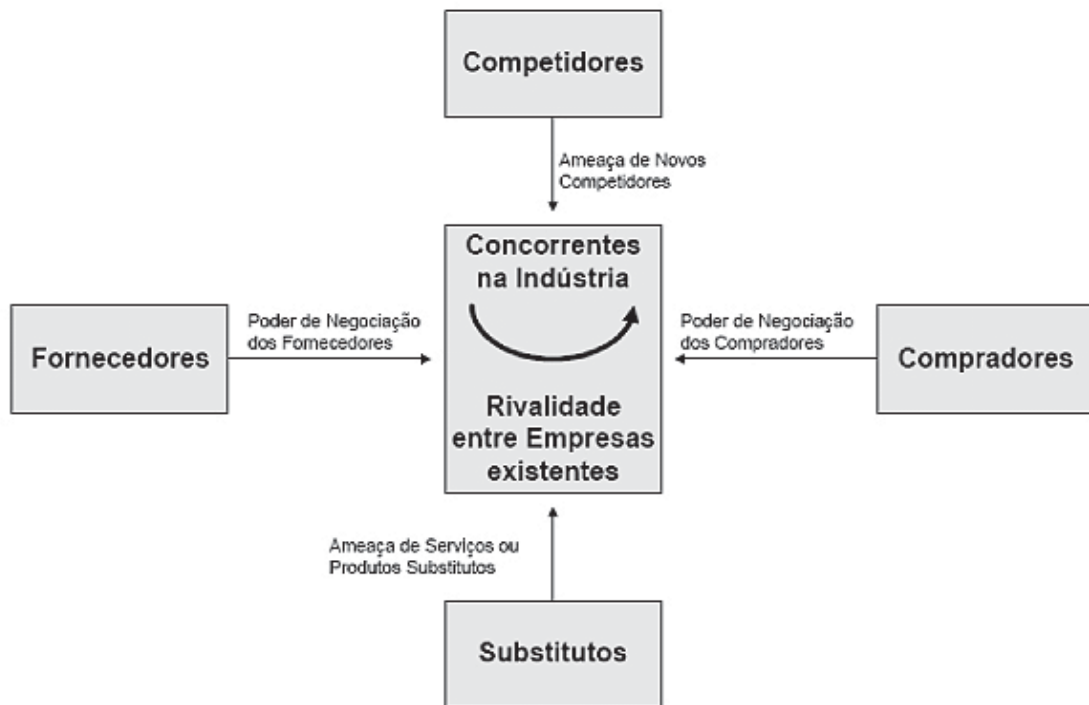 Competidores
Ameaça de Novos
Competidores
Concorrentes
na Indústria
Fornecedores
Poder de Negociação
dos Fornecedores
Poder de Negociação
dos Compradores
Compradores
Rivalidade
entre Empresas
existentes
Ameaça de Serviços ou
Produtos Substitutos
Substitutos